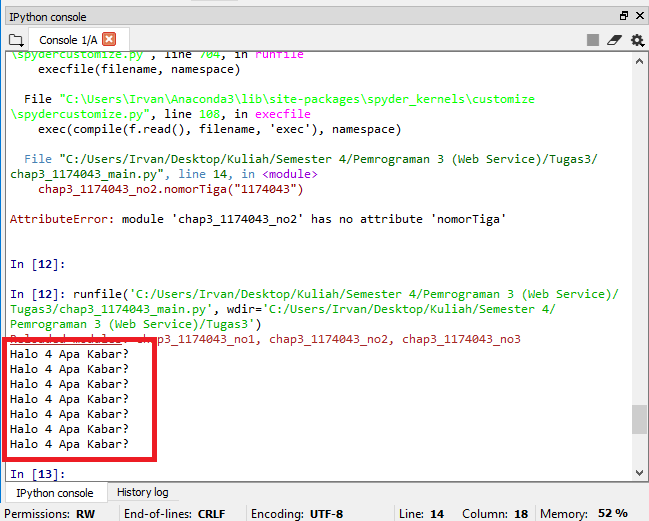 IPython console
Console 1/A
\spydercustomize.py", line 704, in runfile
execfile(filename, namespace)
File "C:\Users\Irvan\Anaconda3\lib\site-packages\spyder_kernels\customize
\spydercustomize.py", line 108, in execfile
exec(compile(f.read(), filename, 'exec'), namespace)
File "C:/Users/Irvan/Desktop/Kuliah/Semester 4/Pemrograman 3 (Web Service)/Tugas3/
chap3_1174043_main.py", line 14, in <module>
chap3_1174043_no2.nomorTiga("1174043")
AttributeError: module 'chap3_1174043_no2' has no attribute 'nomorTiga'
In [12]:
In [12]: runfile('C:/Users/Irvan/Desktop/Kuliah/Semester 4/Pemrograman 3 (Web Service)/
Tugas3/chap3_1174043_main.py', wdir='C:/Users/Irvan/Desktop/Kuliah/Semester 4/
Pemrograman 3 (Web Service)/Tugas3')
Reloaded modules: chap3_1174043_no1, chap3_1174043_no2, chap3_1174043_no3
Halo 4 Apa Kabar?
Halo 4 Apa Kabar?
Halo 4 Apa Kabar?
Halo 4 Apa Kabar?
Halo 4 Apa Kabar?
Halo 4 Apa Kabar?
Halo 4 Apa Kabar?
In [13]:
IPython console History log
Permissions: RW End-of-lines: CRLF Encoding: UTF-8 Line: 14 Column: 18 Memory: 52 %